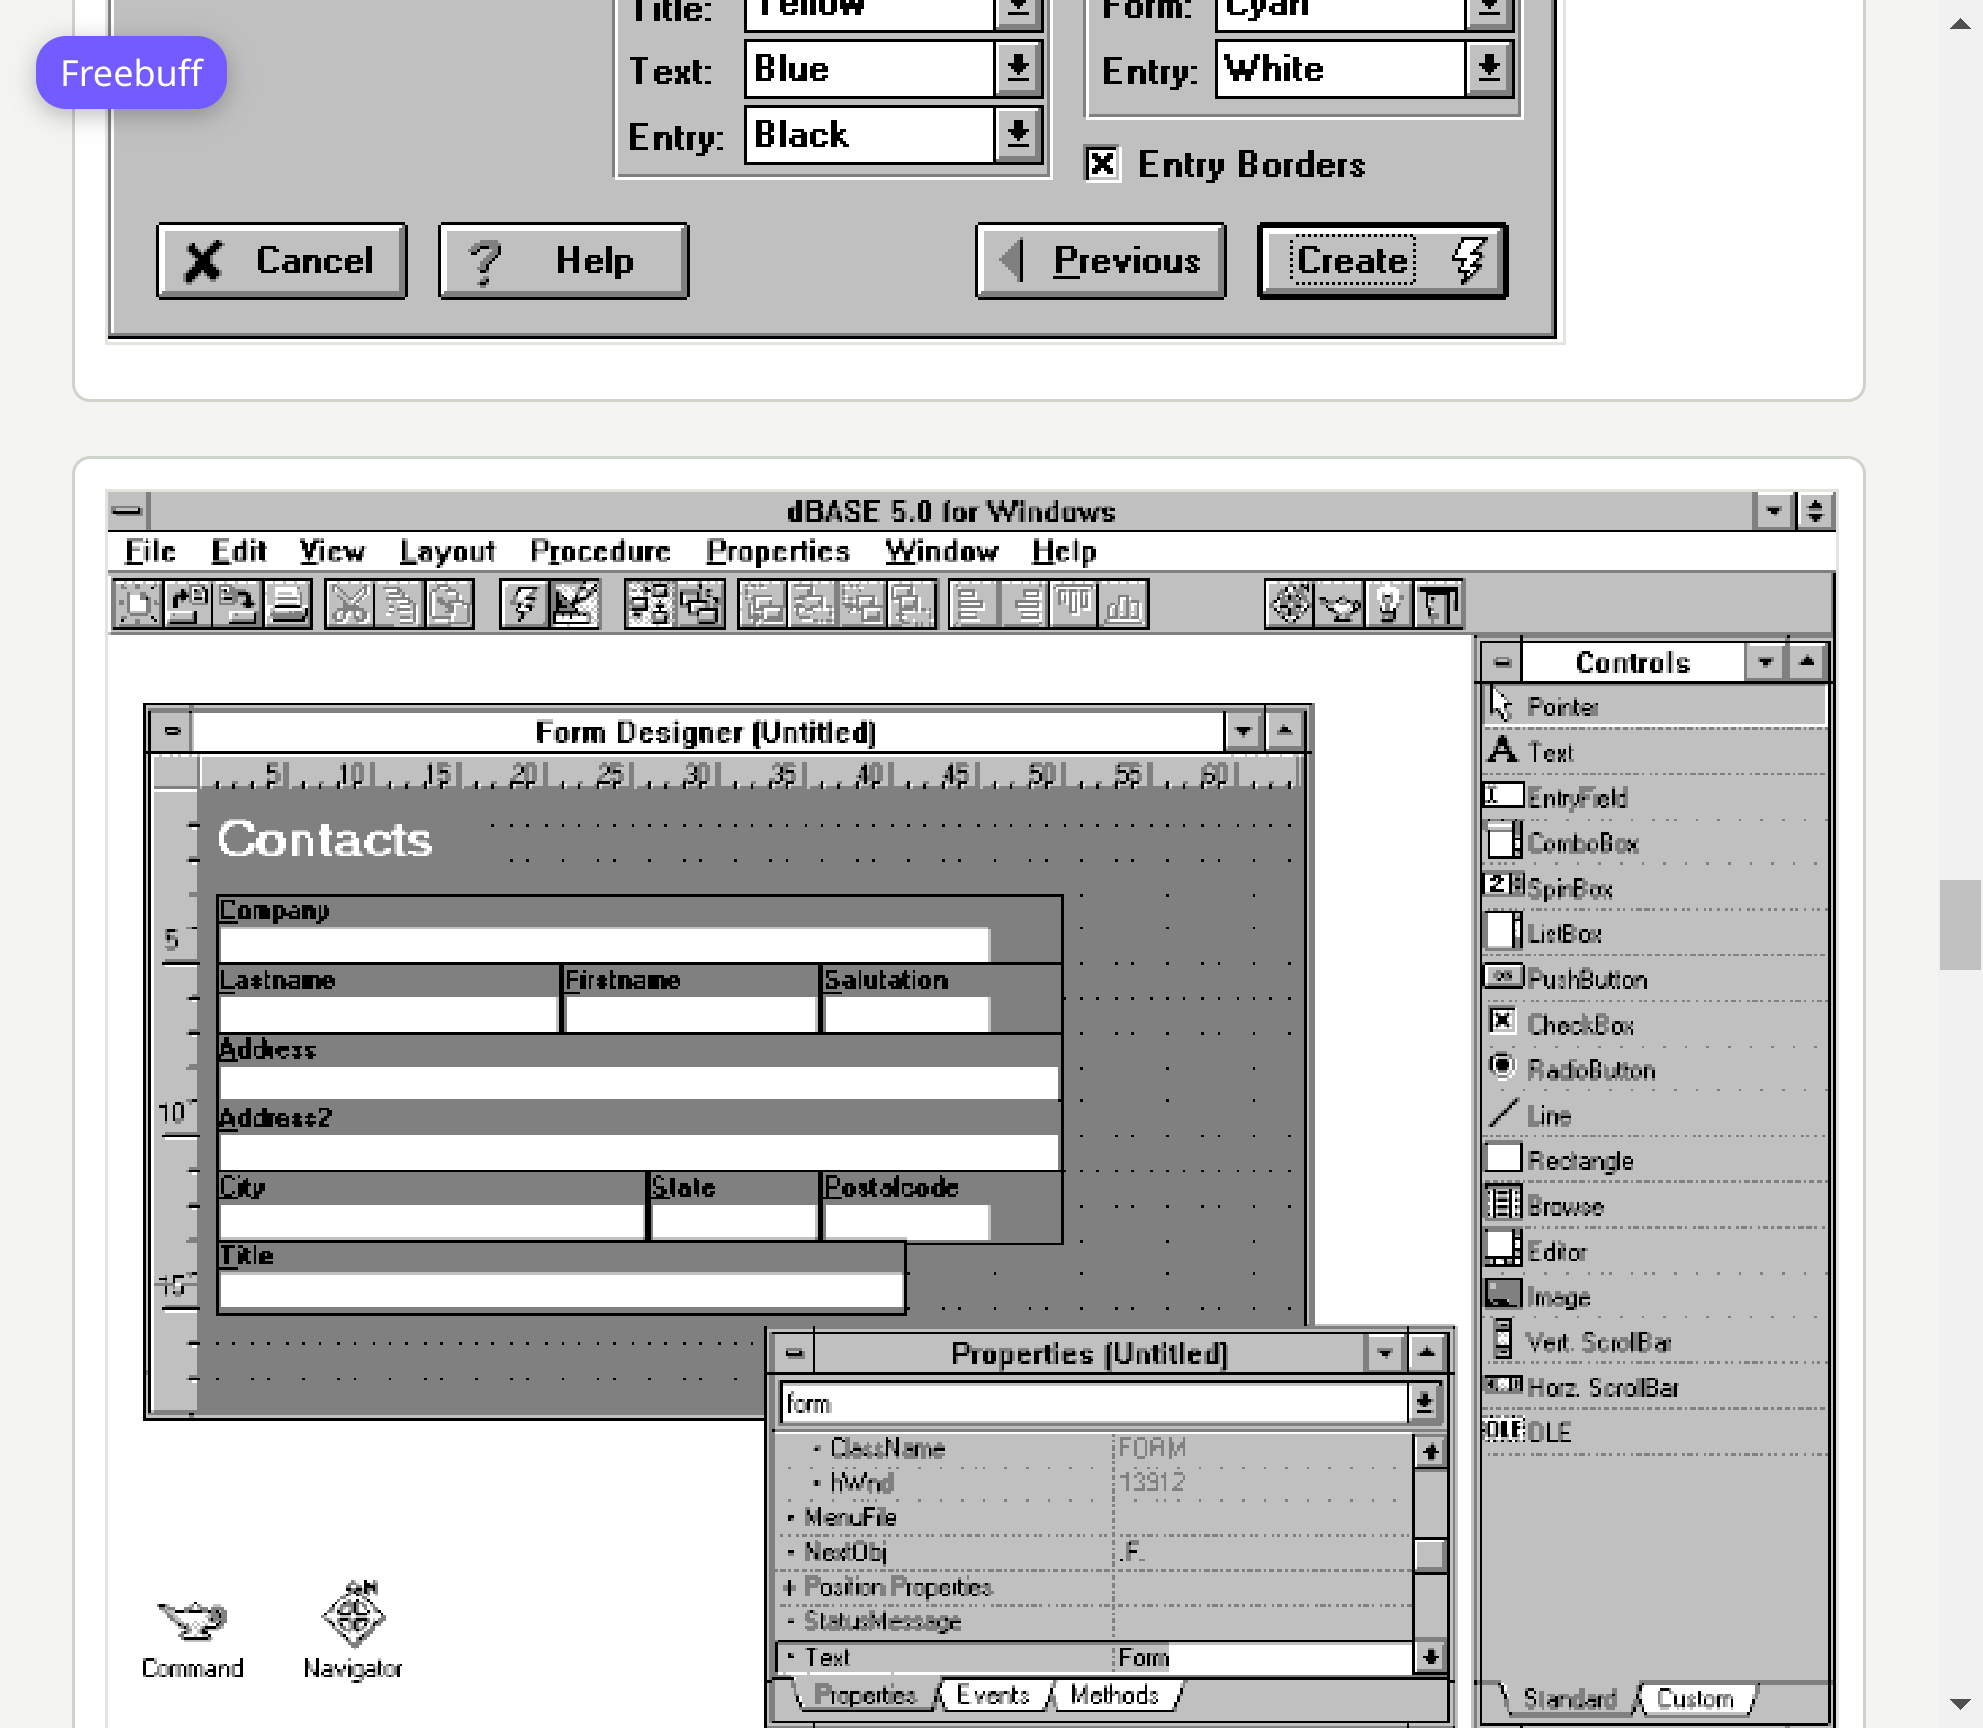 Title: Yellow
Form: Cyan
Freebuff
Text: Blue
Entry: White
Entry: Black
Entry Borders
Cancel
Help
Previous
Create
dBASE 5.0 for Windows
File Edit View Layout Procedure Properties Window Help
Controls
Pointer
Text
EntryField
ComboBox
SpinBox
ListBox
PushButton
CheckBox
RadioButton
Line
Rectangle
Browse
Editor
Image
Vert. ScrollBar
Horz. ScrollBar
OLE OLE
Standard Custom
Form Designer (Untitled)
5 10 15 20 25 30 35 40 45 50 55 60
Contacts
Company
5
Lastname Firstname Salutation
Address
10
Address2
City State Postalcode
Title
15
Properties (Untitled)
form
ClassName FORM
hWnd 13912
MenuFile
NextObj .F.
+ Position Properties
StatusMessage
Text Form
Properties Events Methods
Command
Navigator